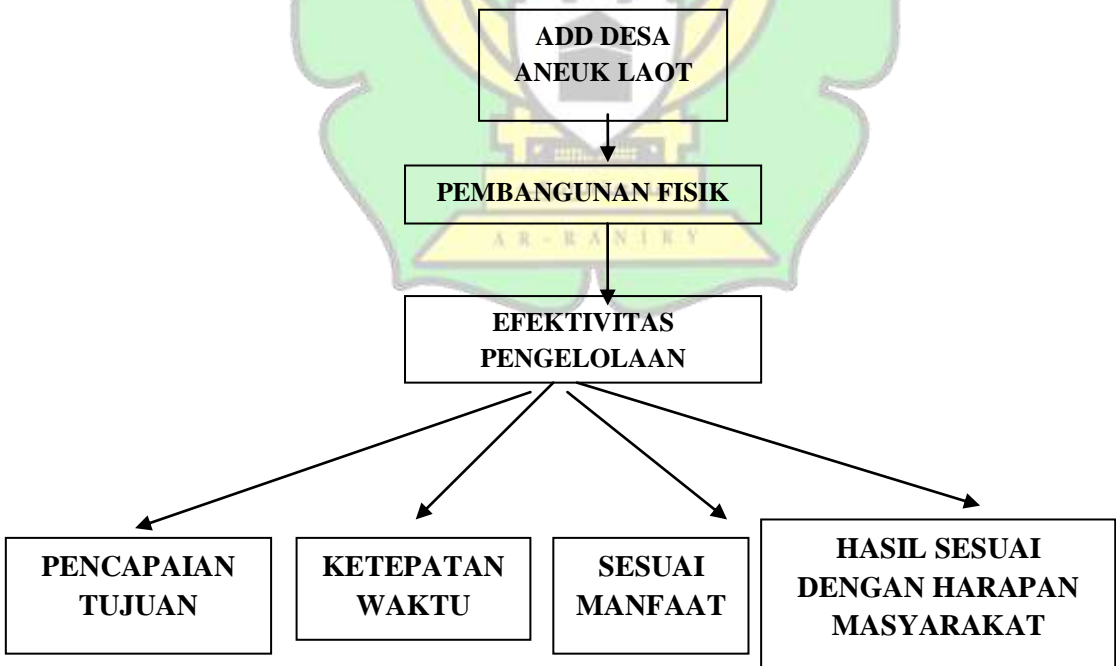 ADD DESA
ANEUK LAOT
PEMBANGUNAN FISIK
AR-RANIRY
EFEKTIVITAS
PENGELOLAAN
PENCAPAIAN
TUJUAN
KETEPATAN
WAKTU
SESUAI
MANFAAT
HASIL SESUAI
DENGAN HARAPAN
MASYARAKAT